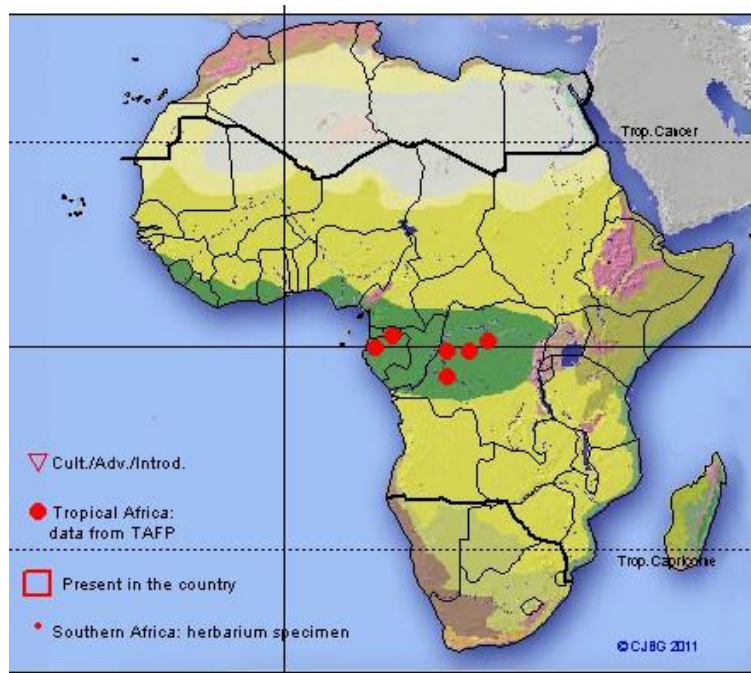 Trop. Cancer
Cult./Adv./Introd.
Tropical Africa:
data from TAFP
Trop. Capricorne
Present in the country
Southern Africa: herbarium specimen
© CJBG 2011